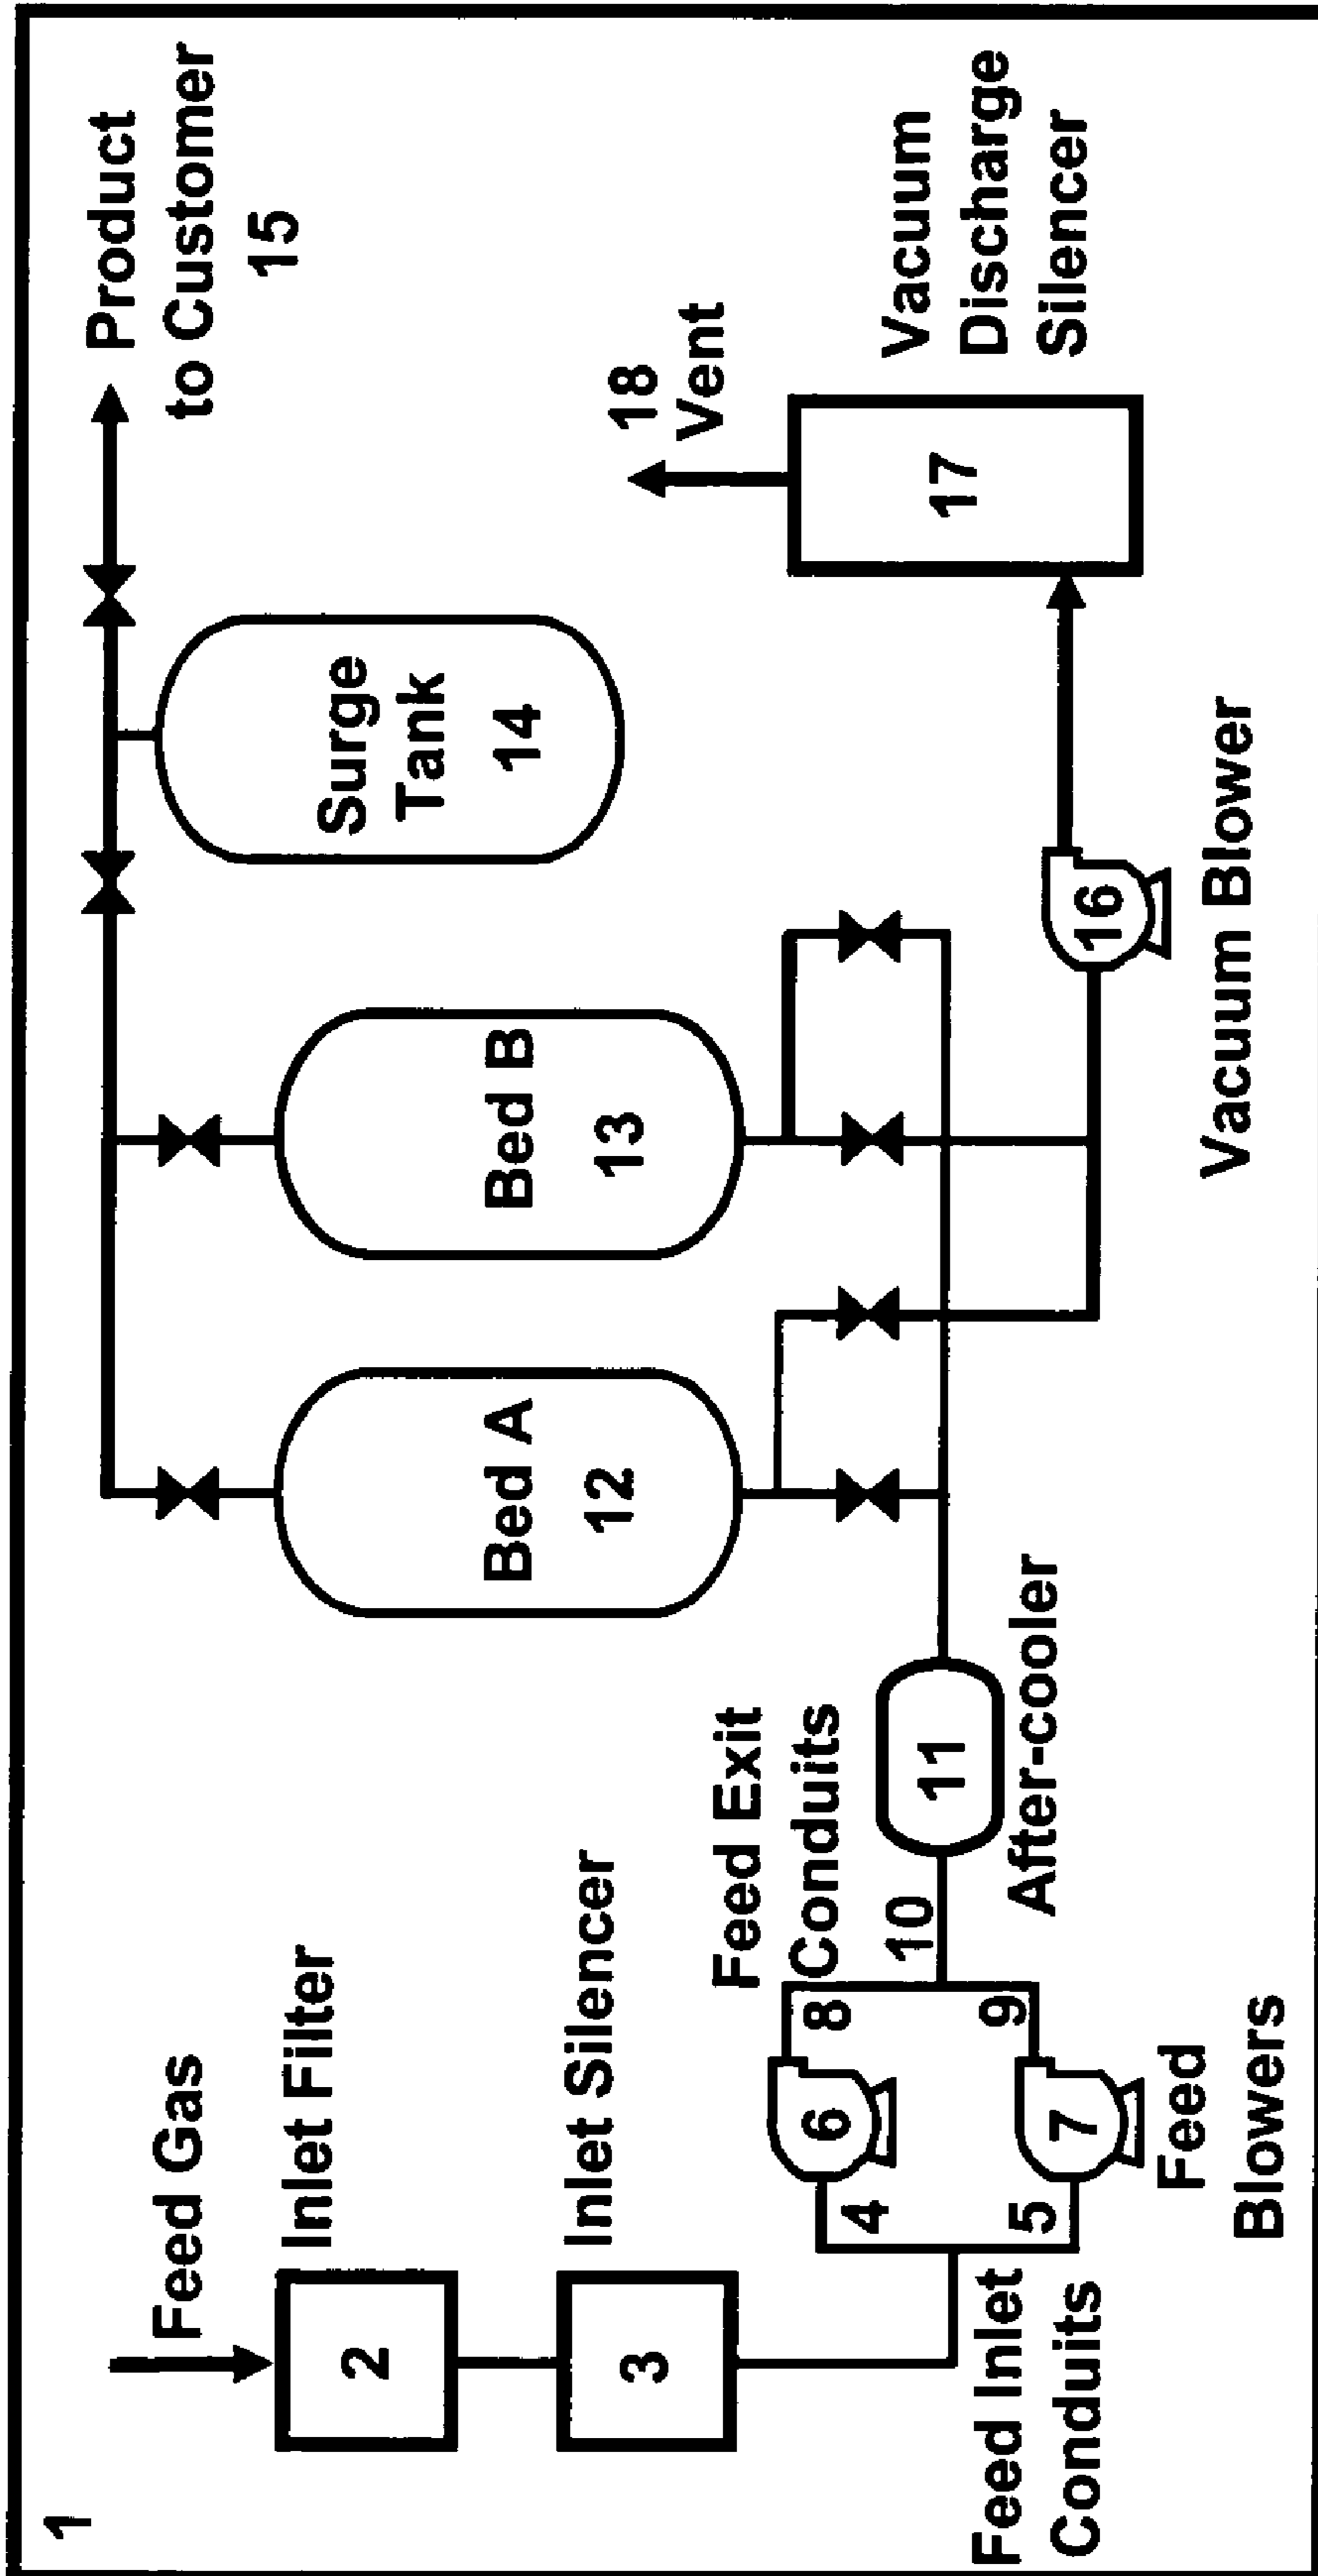 1
Feed Gas
2
Inlet Filter
3
Inlet Silencer
Feed Inlet
Conduits
4
5
6
7
Feed
Blowers
8
9
Feed Exit
Conduits
10
11
After-cooler
Bed A
12
Bed B
13
Surge
Tank
14
Product
to Customer
15
16
Vacuum Blower
17
Vacuum
Discharge
Silencer
18
Vent